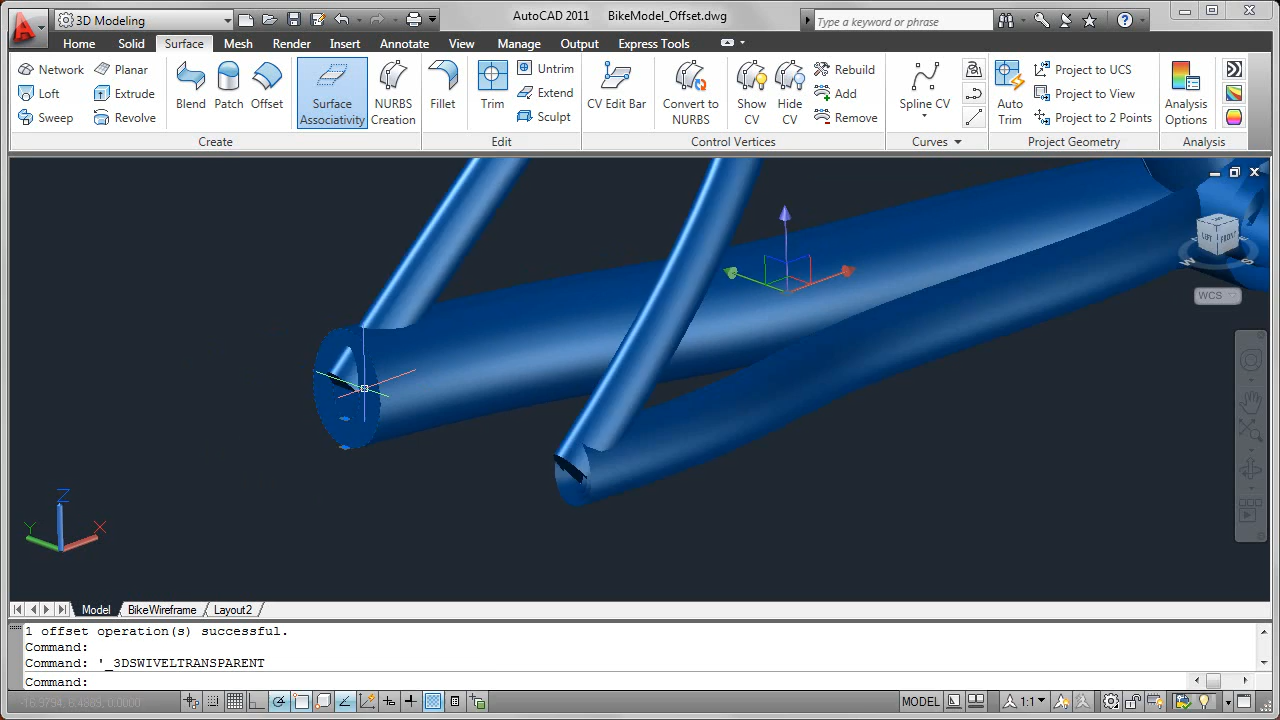 3D Modeling
AutoCAD 2011 BikeModel_Offset.dwg
Type a keyword or phrase
Home Solid Surface Mesh Render Insert Annotate View Manage Output Express Tools
Network Planar
Loft Extrude
Sweep Revolve
Blend Patch Offset
Surface Associativity
NURBS Creation
Fillet
Trim
Untrim
Extend
Sculpt
CV Edit Bar
Convert to NURBS
Show CV
Hide CV
Rebuild
Add
Remove
Spline CV
Auto Trim
Project to UCS
Project to View
Project to 2 Points
Analysis Options
Create Edit Control Vertices Curves Project Geometry Analysis
LEFT FRONT
W S
WCS
Z
Y X
Model BikeWireframe Layout2
1 offset operation(s) successful.
Command:
Command: '_3DSWIVELTRANSPARENT
Command:
MODEL 1:1